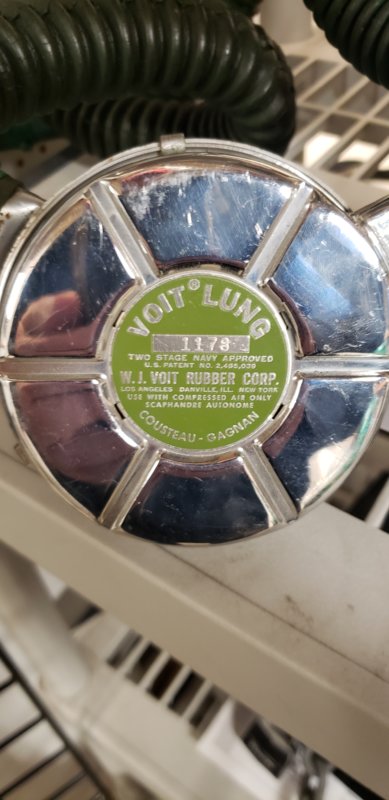 VOIT® LUNG
1178
TWO STAGE NAVY APPROVED
U.S. PATENT NO. 2,485,039
W.J. VOIT RUBBER CORP.
LOS ANGELES DANVILLE, ILL. NEW YORK
USE WITH COMPRESSED AIR ONLY
SCAPHANDRE AUTONOME
COUSTEAU - GAGNAN